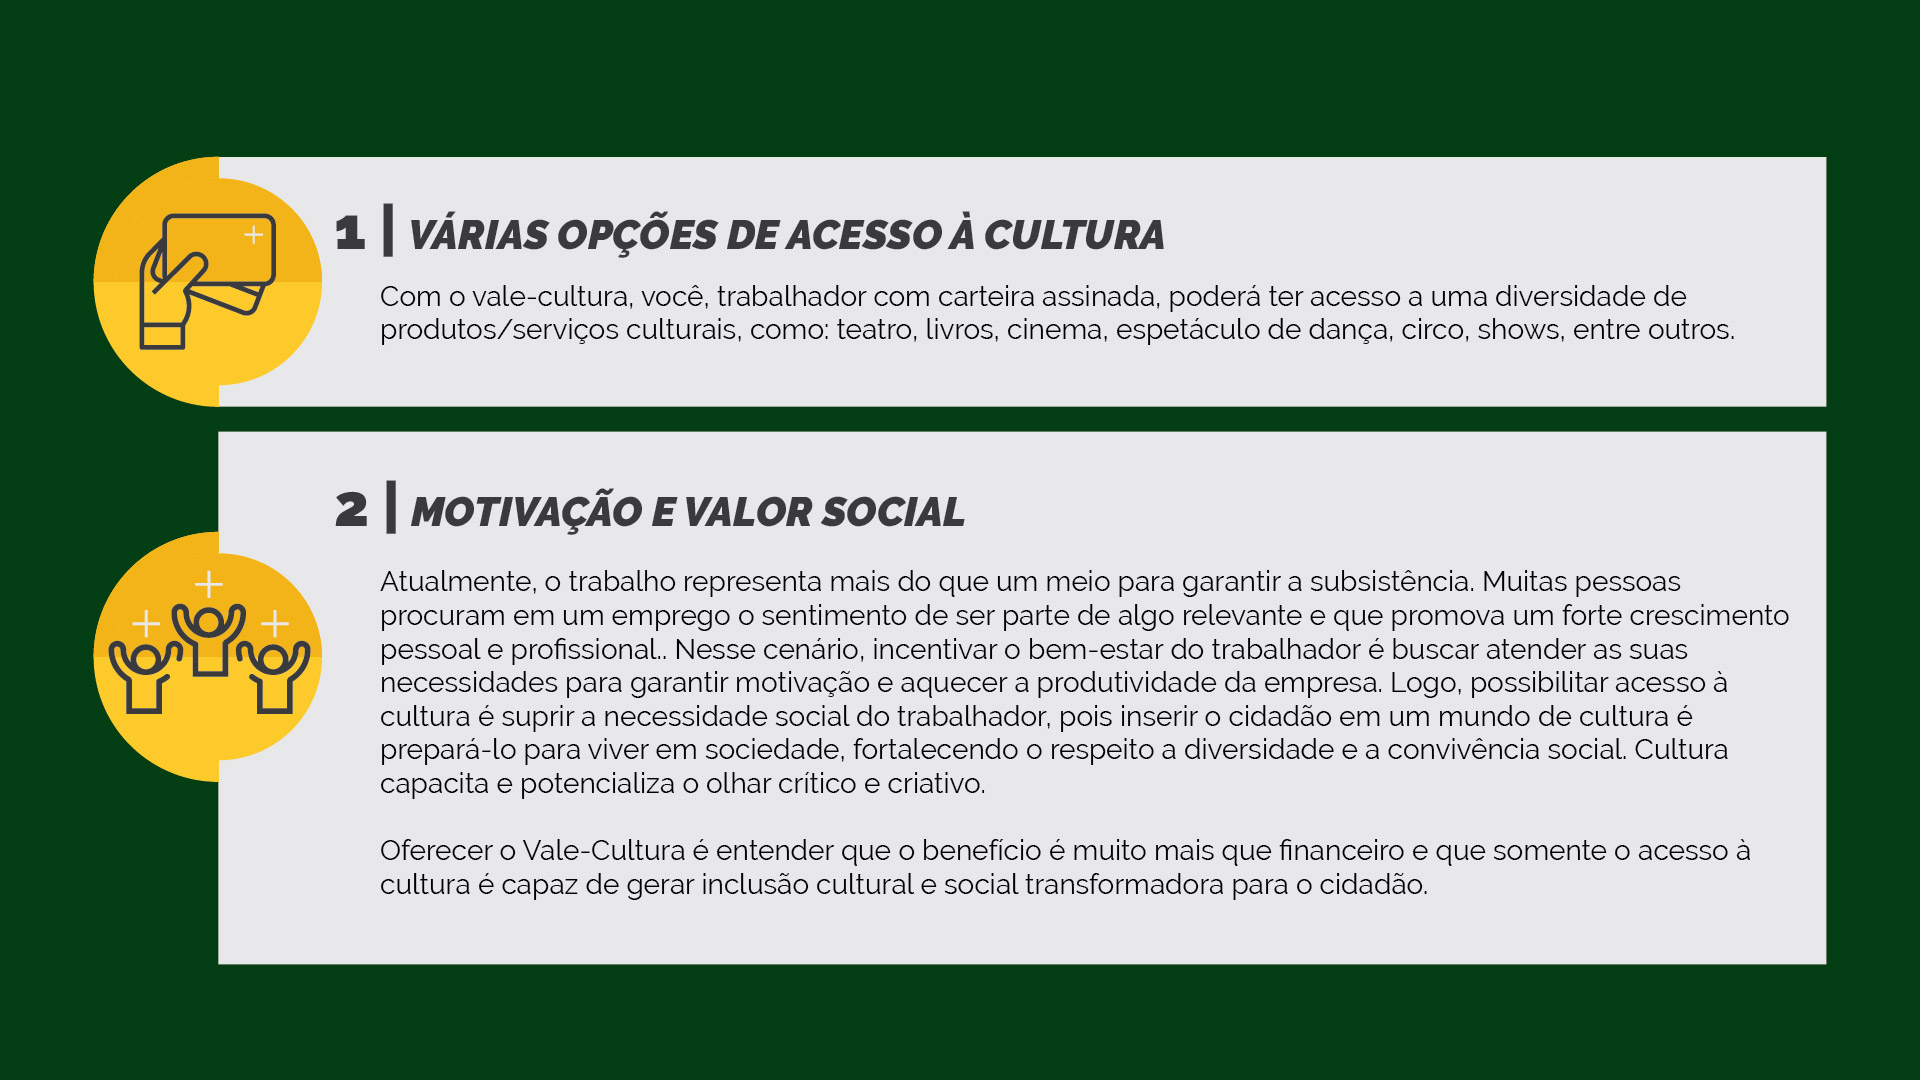 1 | VÁRIAS OPÇÕES DE ACESSO À CULTURA
Com o vale-cultura, você, trabalhador com carteira assinada, poderá ter acesso a uma diversidade de
produtos/serviços culturais, como: teatro, livros, cinema, espetáculo de dança, circo, shows, entre outros.
2 | MOTIVAÇÃO E VALOR SOCIAL
Atualmente, o trabalho representa mais do que um meio para garantir a subsistência. Muitas pessoas
procuram em um emprego o sentimento de ser parte de algo relevante e que promova um forte crescimento
pessoal e profissional.. Nesse cenário, incentivar o bem-estar do trabalhador é buscar atender as suas
necessidades para garantir motivação e aquecer a produtividade da empresa. Logo, possibilitar acesso à
cultura é suprir a necessidade social do trabalhador, pois inserir o cidadão em um mundo de cultura é
prepará-lo para viver em sociedade, fortalecendo o respeito a diversidade e a convivência social. Cultura
capacita e potencializa o olhar crítico e criativo.
Oferecer o Vale-Cultura é entender que o benefício é muito mais que financeiro e que somente o acesso à
cultura é capaz de gerar inclusão cultural e social transformadora para o cidadão.